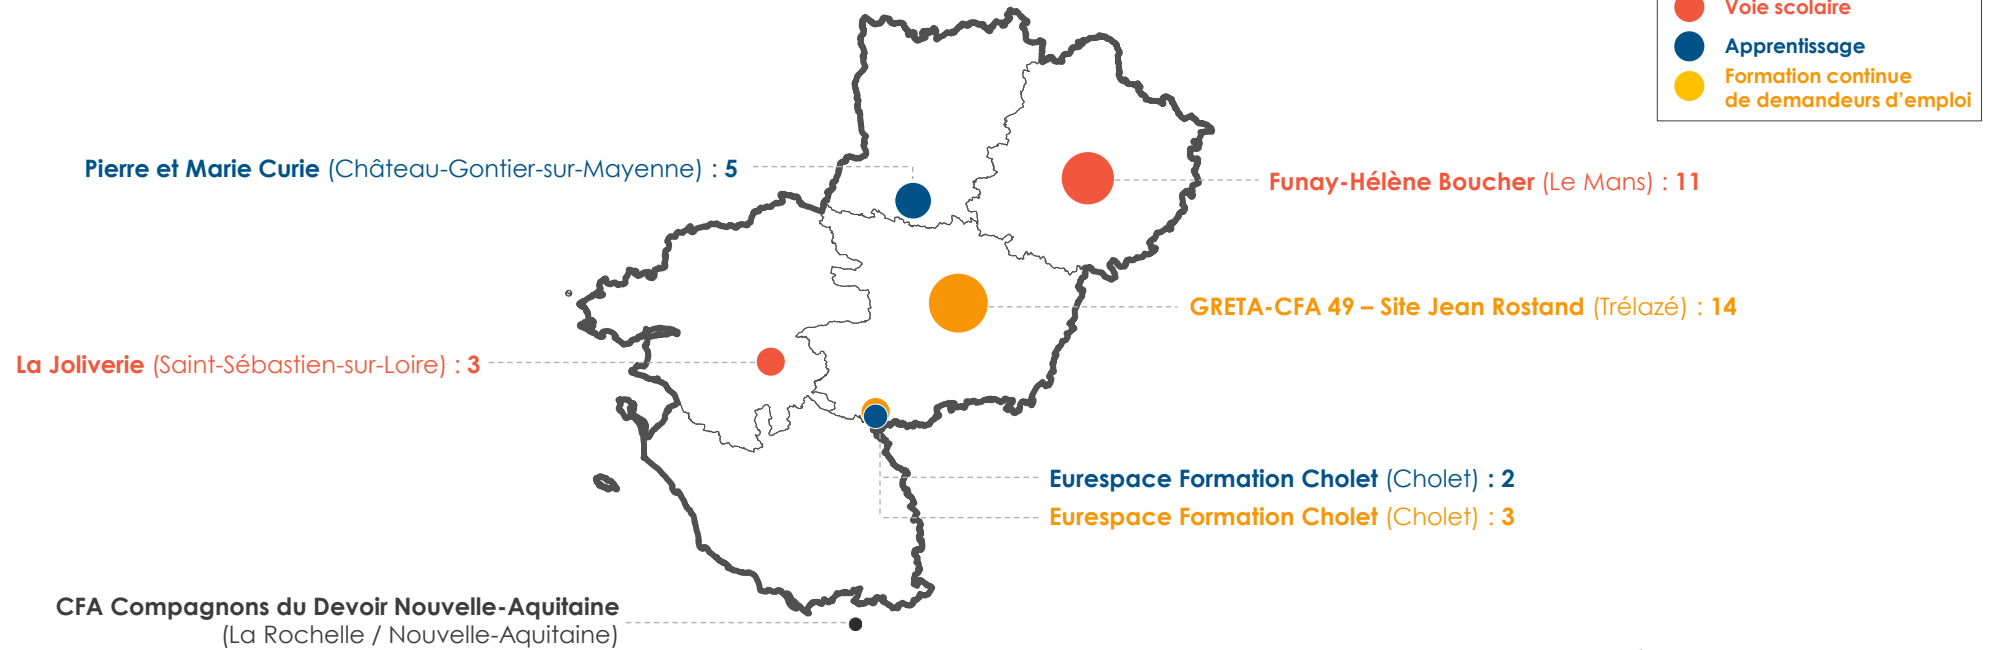 Voie scolaire
Apprentissage
Formation continue
de demandeurs d'emploi
Pierre et Marie Curie (Château-Gontier-sur-Mayenne) : 5
Funay-Hélène Boucher (Le Mans) : 11
GRETA-CFA 49 – Site Jean Rostand (Trélazé) : 14
La Joliverie (Saint-Sébastien-sur-Loire) : 3
Eurespace Formation Cholet (Cholet) : 2
Eurespace Formation Cholet (Cholet) : 3
CFA Compagnons du Devoir Nouvelle-Aquitaine
(La Rochelle / Nouvelle-Aquitaine)